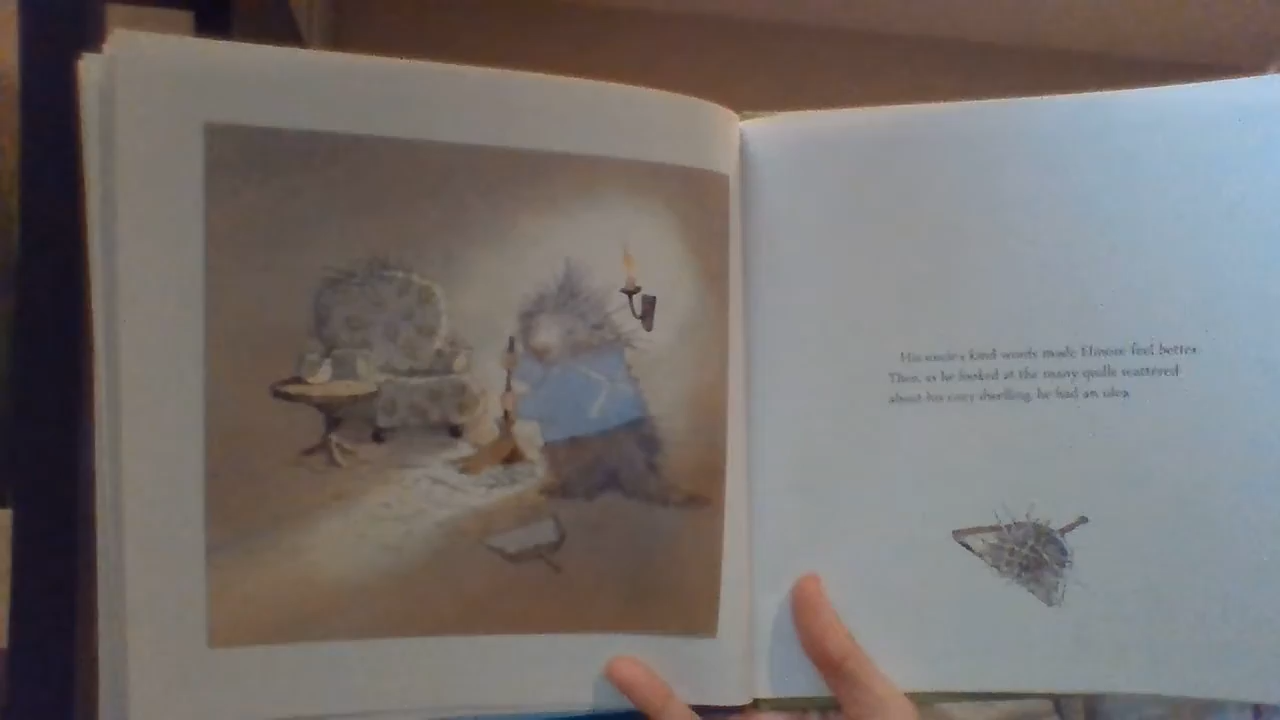 His uncle's kind words made Elmore feel better.
Then, as he looked at the many quills scattered
about his cozy dwelling, he had an idea.